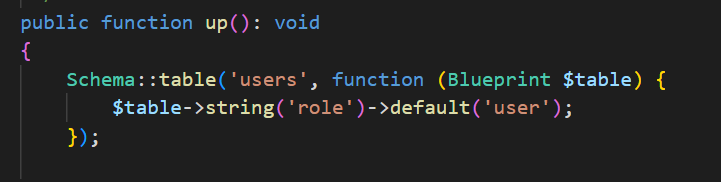 public function up(): void
{
    Schema::table('users', function (Blueprint $table) {
        $table->string('role')->default('user');
    });